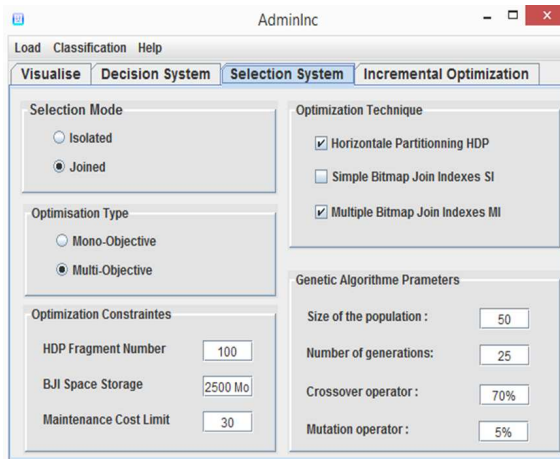 AdminInc
Load Classification Help
Visualise Decision System Selection System Incremental Optimization
Selection Mode
Isolated
Joined
Optimisation Type
Mono-Objective
Multi-Objective
Optimization Constraintes
HDP Fragment Number 100
BJI Space Storage 2500 Mo
Maintenance Cost Limit 30
Optimization Technique
Horizontale Partitionning HDP
Simple Bitmap Join Indexes SI
Multiple Bitmap Join Indexes MI
Genetic Algorithme Prameters
Size of the population : 50
Number of generations: 25
Crossover operator : 70%
Mutation operator : 5%